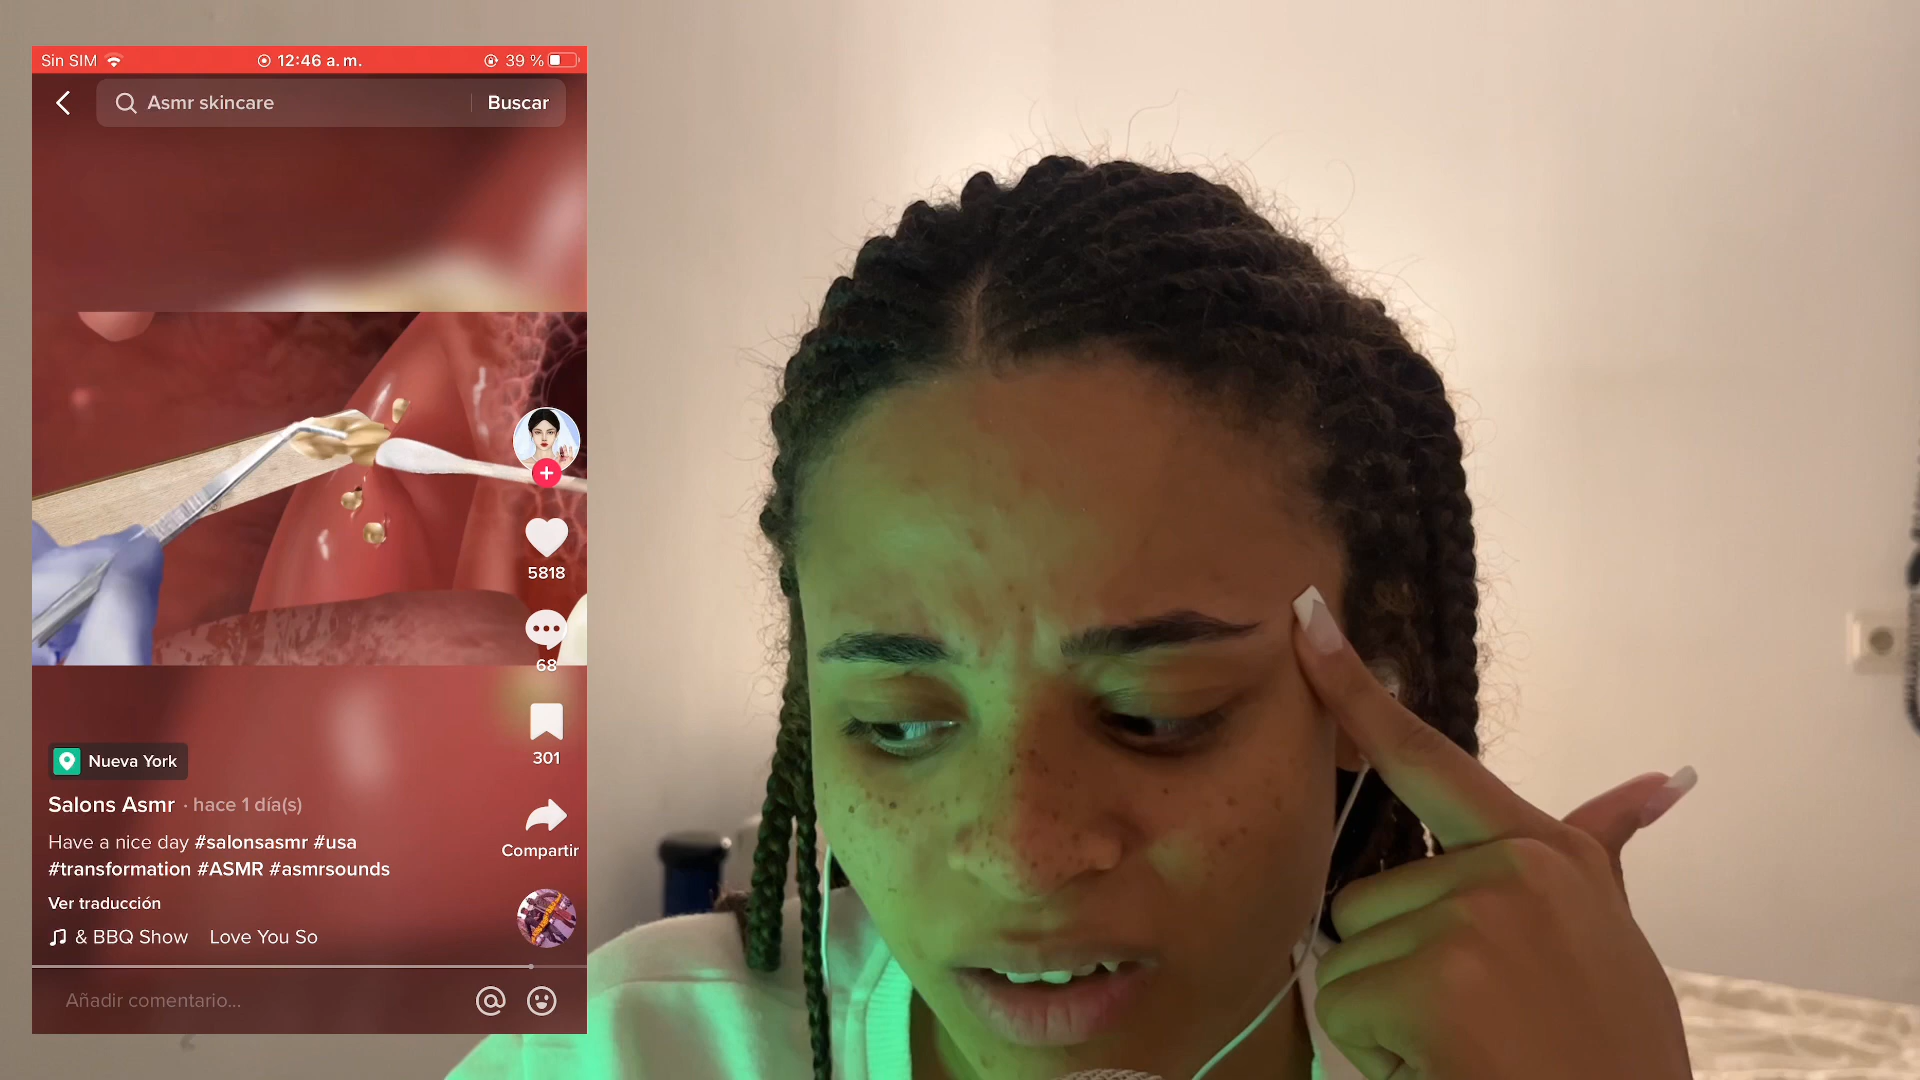 Sin SIM
12:46 a.m.
39 %
Asmr skincare
Buscar
5818
68
301
Compartir
Nueva York
Salons Asmr · hace 1 día(s)
Have a nice day #salonsasmr #usa
#transformation #ASMR #asmrsounds
Ver traducción
& BBQ Show Love You So
Añadir comentario...